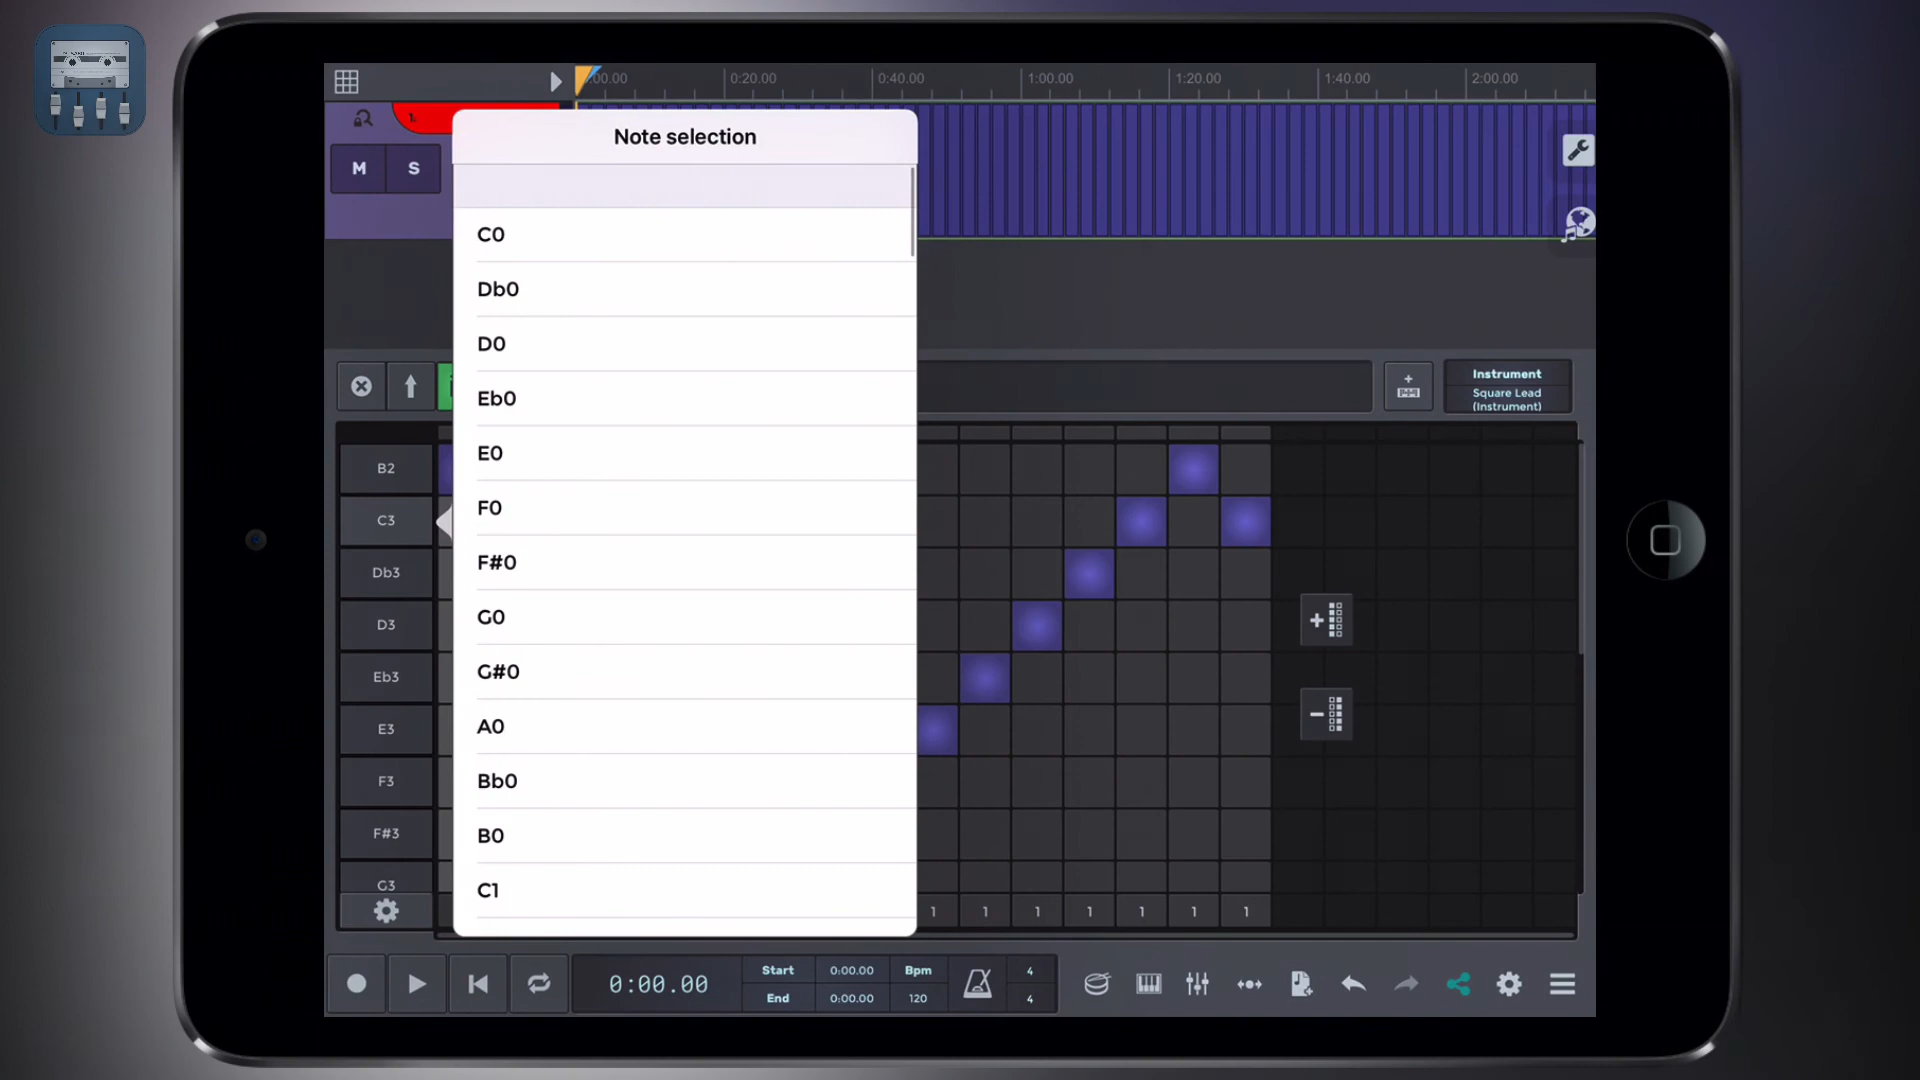 0:00.00 0:20.00 0:40.00 1:00.00 1:20.00 1:40.00 2:00.00
1.
M S
Note selection
C0
Db0
D0
Eb0
E0
F0
F#0
G0
G#0
A0
Bb0
B0
C1
Instrument
Square Lead
(Instrument)
B2
C3
Db3
D3
Eb3
E3
F3
F#3
G3
1 1 1 1 1 1 1
0:00.00
Start 0:00.00 Bpm 4
End 0:00.00 120 4